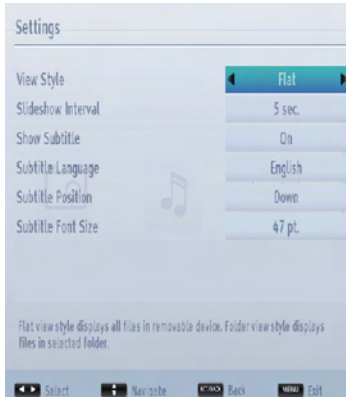 Settings
View Style Flat
Slideshow Interval 5 sec.
Show Subtitle On
Subtitle Language English
Subtitle Position Down
Subtitle Font Size 47 pt.
Flat view style displays all files in removable device. Folder view style displays
files in selected folder.
Select Navigate Back MENU Exit